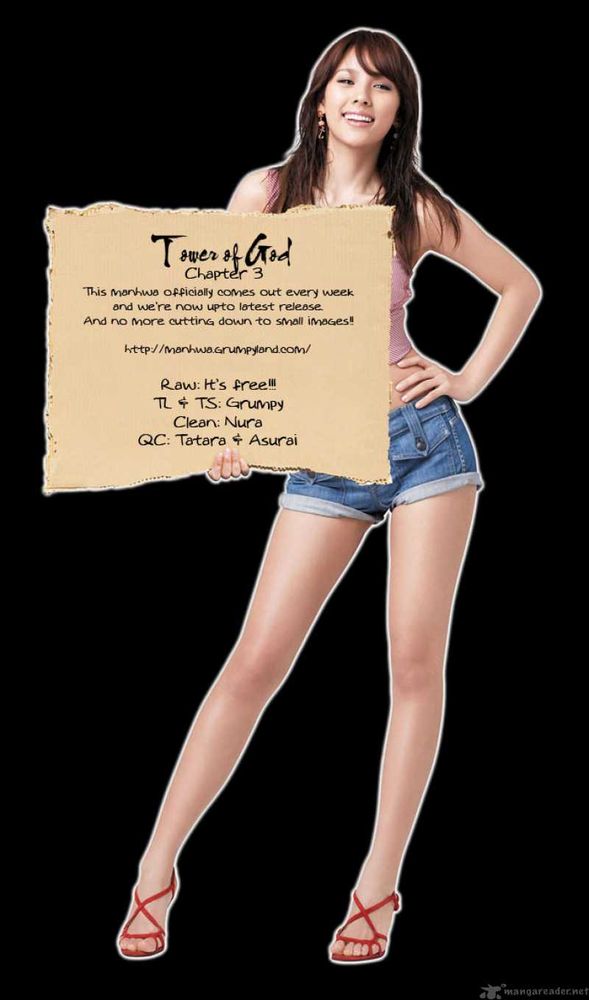 Tower of God
Chapter 3
This manhwa officially comes out every week
and we're now upto latest release.
And no more cutting down to small images!!
http://manhwa.grumpyland.com/
Raw: It's free!!!
TL & TS: Grumpy
Clean: Nura
QC: Tatara & Asurai
mangareader.net